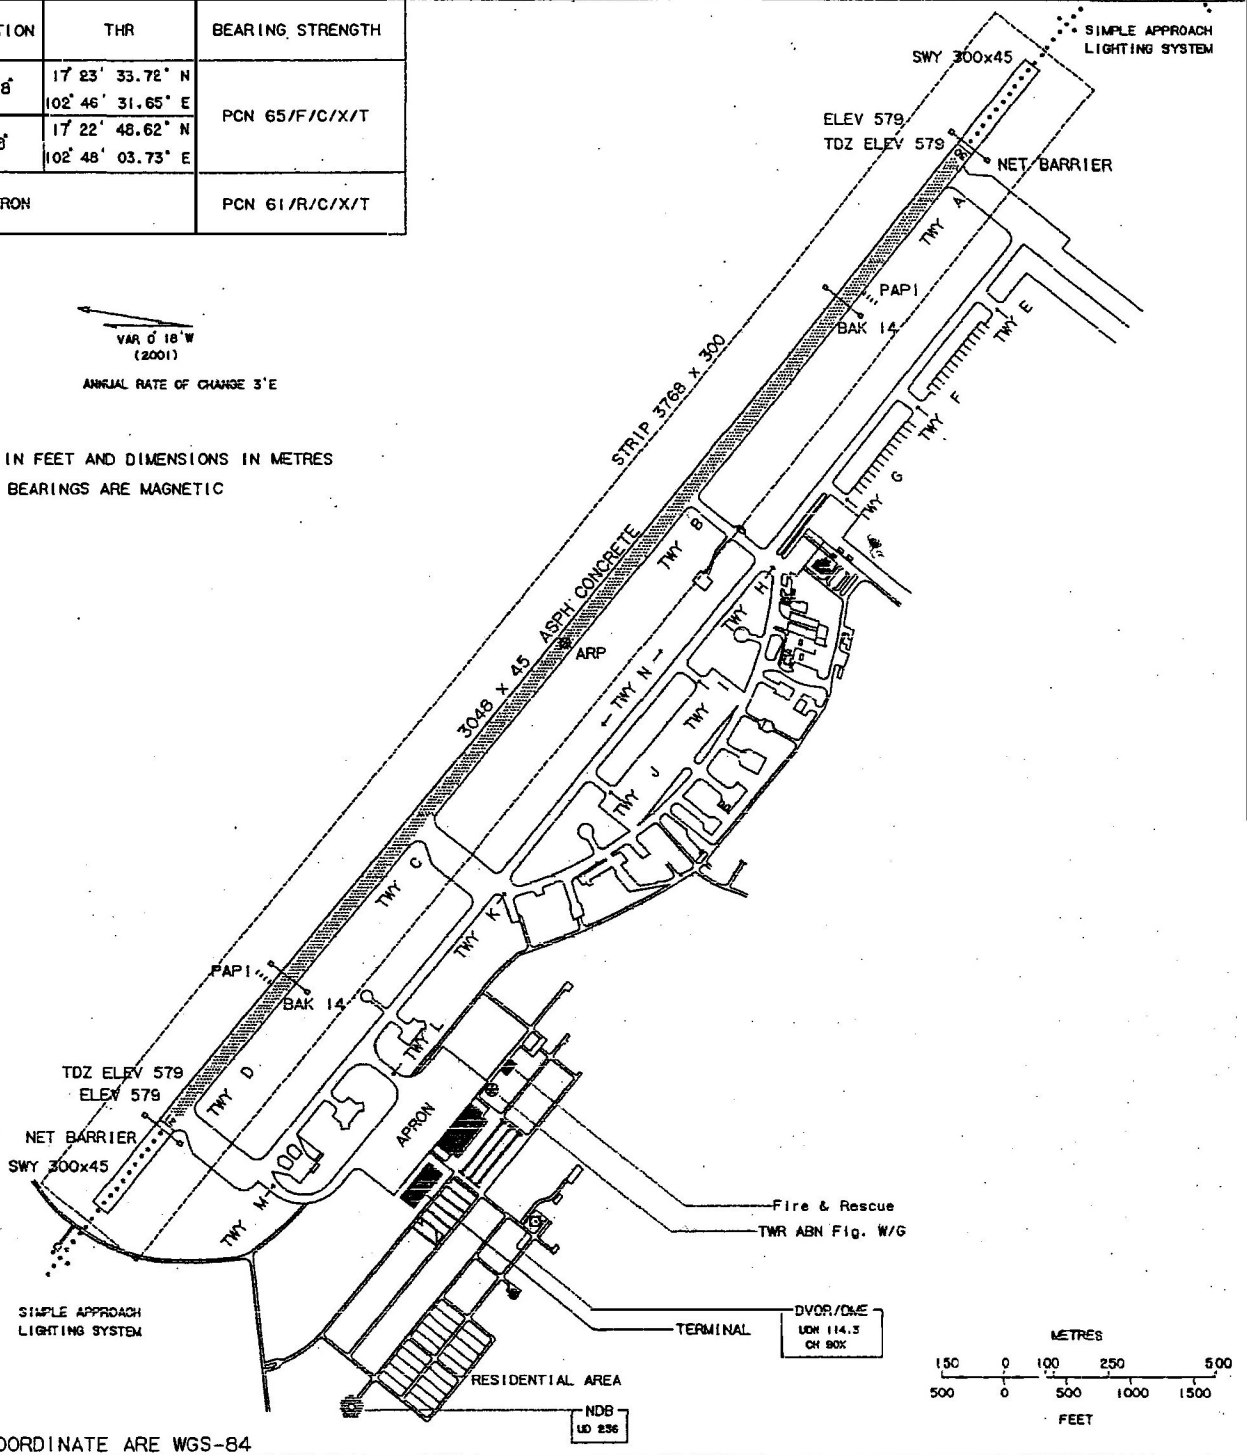 THR
BEARING STRENGTH
17° 23' 33.72" N
102° 46' 31.65" E
PCN 65/F/C/X/T
17° 22' 48.62" N
102° 48' 03.73" E
PCN 61/R/C/X/T
VAR 0° 18' W
(2001)
ANNUAL RATE OF CHANGE 3'E
IN FEET AND DIMENSIONS IN METRES
BEARINGS ARE MAGNETIC
SIMPLE APPROACH
LIGHTING SYSTEM
SWY 300x45
ELEV 579
TDZ ELEV 579
NET BARRIER
TWY A
PAPI
BAK 14
TWY E
STRIP 3768 x 300
TWY F
TWY G
TWY B
3048 x 45 ASPH CONCRETE
TWY H
ARP
TWY N
TWY I
TWY J
TWY C
TWY K
PAPI
BAK 14
TWY L
TDZ ELEV 579
ELEV 579
TWY D
NET BARRIER
APRON
SWY 300x45
TWY M
Fire & Rescue
TWR ABN Flg. W/G
SIMPLE APPROACH
LIGHTING SYSTEM
DVOR/DME
UDN 114.3
CH 90X
TERMINAL
RESIDENTIAL AREA
NDB
UD 236
METRES
150 0 100 250 500
500 0 500 1000 1500
FEET
COORDINATE ARE WGS-84